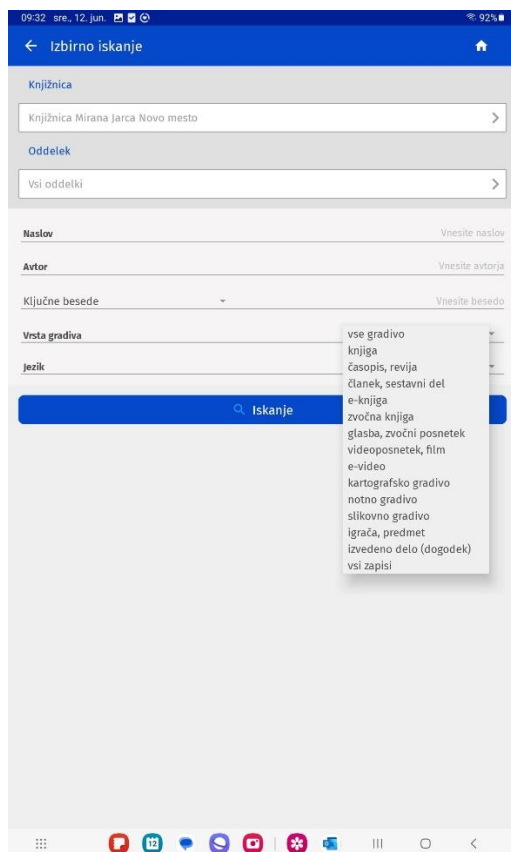 09:32 sre., 12. jun. 92%
Izbirno iskanje
Knjižnica
Knjižnica Mirana Jarca Novo mesto
Oddelek
Vsi oddelki
Naslov Vnesite naslov
Avtor Vnesite avtorja
Ključne besede Vnesite besedo
Vrsta gradiva
Jezik
Iskanje
vse gradivo
knjiga
časopis, revija
članek, sestavni del
e-knjiga
zvočna knjiga
glasba, zvočni posnetek
videoposnetek, film
e-video
kartografsko gradivo
notno gradivo
slikovno gradivo
igrača, predmet
izvedeno delo (dogodek)
vsi zapisi
12